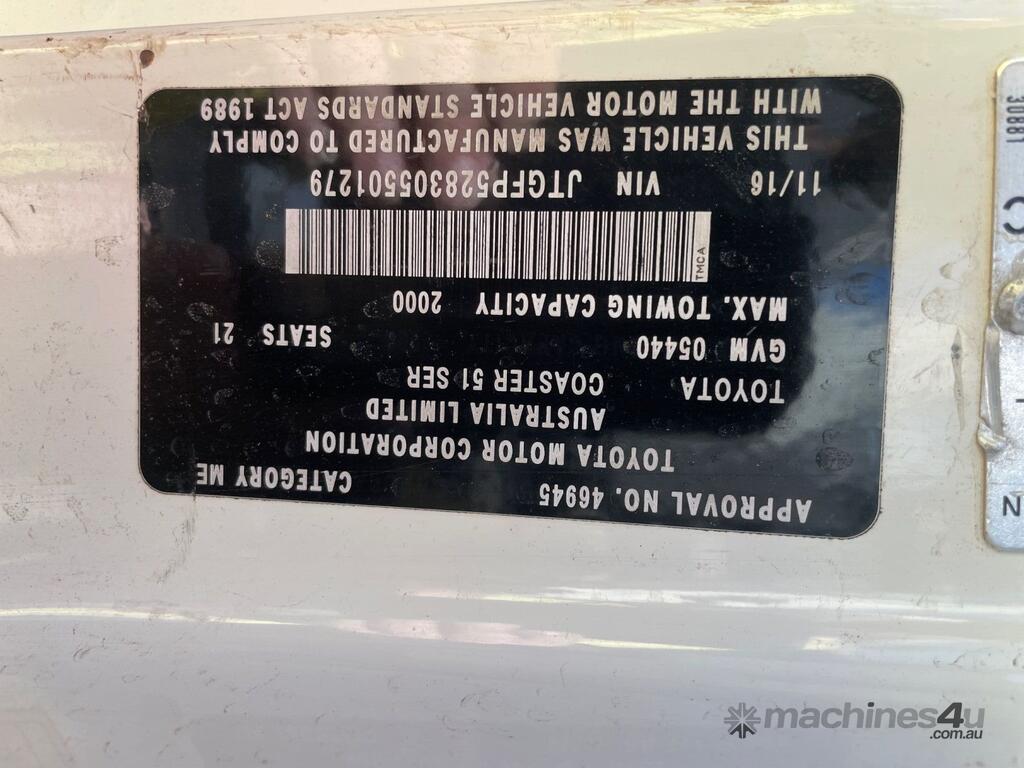 APPROVAL NO. 46945 CATEGORY ME
TOYOTA MOTOR CORPORATION
AUSTRALIA LIMITED
TOYOTA COASTER 51 SER
GVM 05440 SEATS 21
MAX. TOWING CAPACITY 2000
TMCA
11/16 VIN JTGFP528305501279
THIS VEHICLE WAS MANUFACTURED TO COMPLY
WITH THE MOTOR VEHICLE STANDARDS ACT 1989
machines4u
.com.au